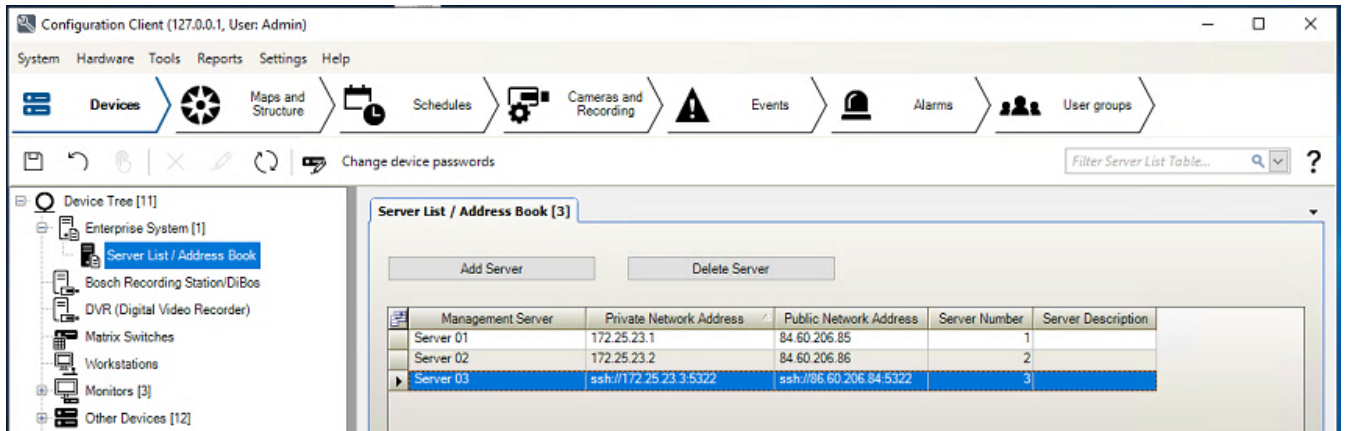 Configuration Client (127.0.0.1, User: Admin)
System Hardware Tools Reports Settings Help
Devices Maps and Structure Schedules Cameras and Recording Events Alarms User groups
Change device passwords Filter Server List Table... ?
Device Tree [11]
Enterprise System [1]
Server List / Address Book
Bosch Recording Station/DiBos
DVR (Digital Video Recorder)
Matrix Switches
Workstations
Monitors [3]
Other Devices [12]
Server List / Address Book [3]
Add Server Delete Server
Management Server Private Network Address Public Network Address Server Number Server Description
Server 01 172.25.23.1 84.60.206.85 1
Server 02 172.25.23.2 84.60.206.86 2
Server 03 ssh://172.25.23.3:5322 ssh://86.60.206.84:5322 3